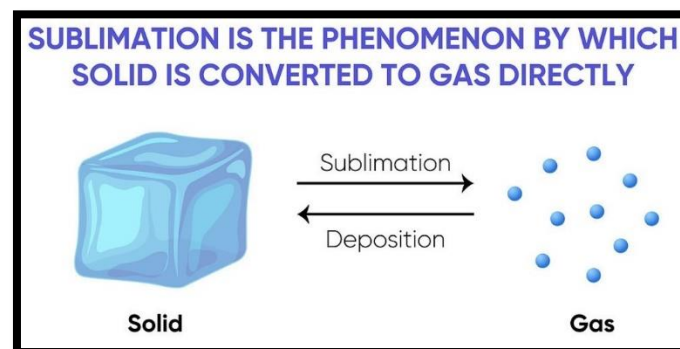 SUBLIMATION IS THE PHENOMENON BY WHICH
SOLID IS CONVERTED TO GAS DIRECTLY
Sublimation
Deposition
Solid
Gas